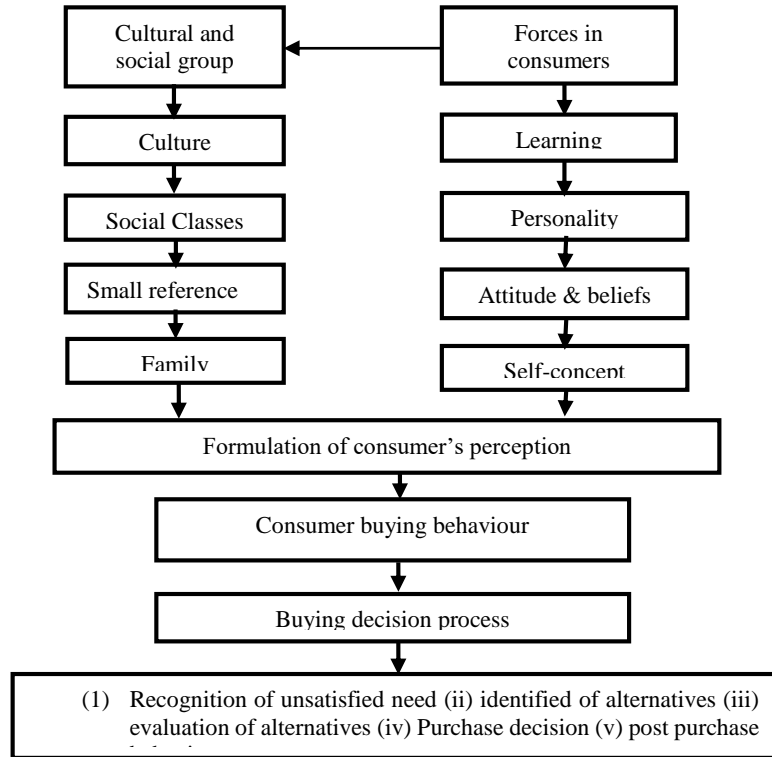 Cultural and
social group
Forces in
consumers
Culture
Learning
Social Classes
Personality
Small reference
Attitude & beliefs
Family
Self-concept
Formulation of consumer’s perception
Consumer buying behaviour
Buying decision process
(1) Recognition of unsatisfied need (ii) identified of alternatives (iii)
evaluation of alternatives (iv) Purchase decision (v) post purchase